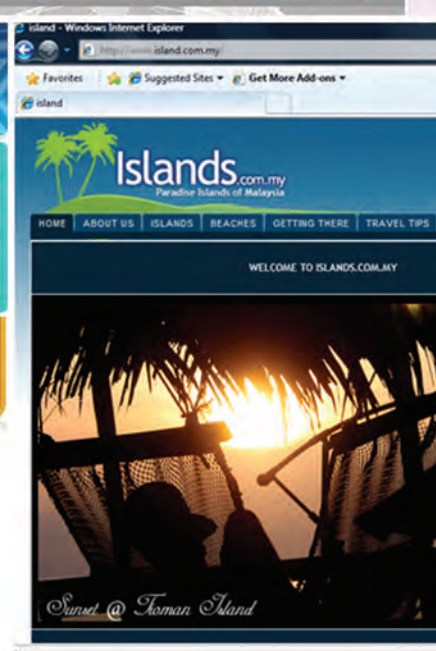 island - Windows Internet Explorer
http://www.island.com.my/
Favorites Suggested Sites Get More Add-ons
island
Islands.com.my
Paradise Islands of Malaysia
HOME ABOUT US ISLANDS BEACHES GETTING THERE TRAVEL TIPS
WELCOME TO ISLANDS.COM.MY
Sunset @ Tioman Island